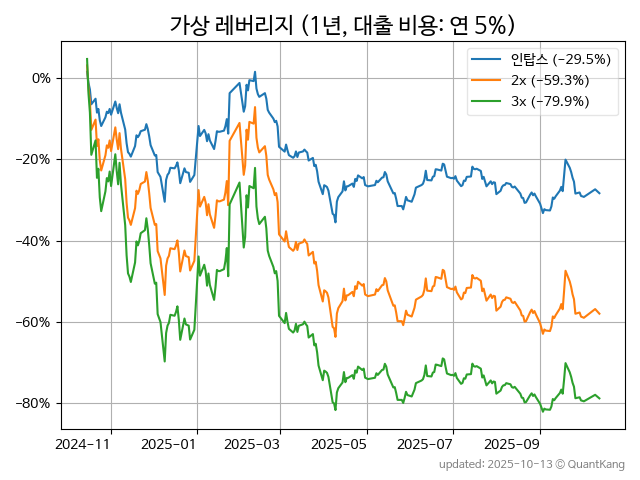 가상 레버리지 (1년, 대출 비용: 연 5%)
인탑스 (−29.5%)
2x (−59.3%)
3x (−79.9%)
0%
−20%
−40%
−60%
−80%
2024-11 2025-01 2025-03 2025-05 2025-07 2025-09
updated: 2025-10-13 © QuantKang